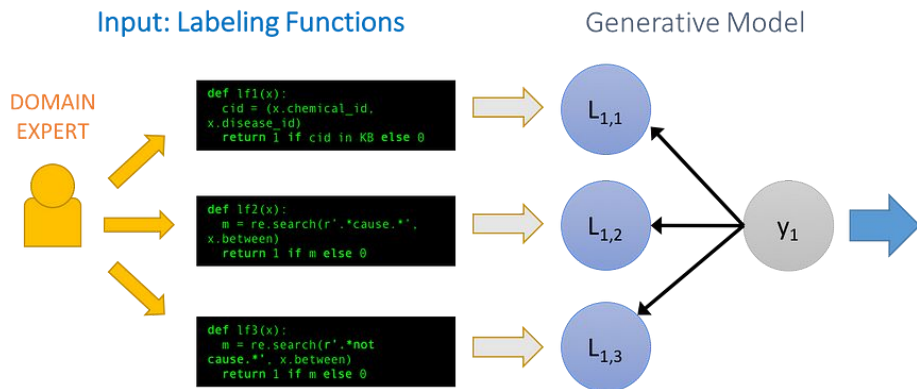 Input: Labeling Functions
Generative Model
DOMAIN
EXPERT
def lf1(x):
  cid = (x.chemical_id,
x.disease_id)
  return 1 if cid in KB else 0
L1,1
def lf2(x):
  m = re.search(r'.*cause.*',
x.between)
  return 1 if m else 0
L1,2
y1
def lf3(x):
  m = re.search(r'.*not
cause.*', x.between)
  return 1 if m else 0
L1,3